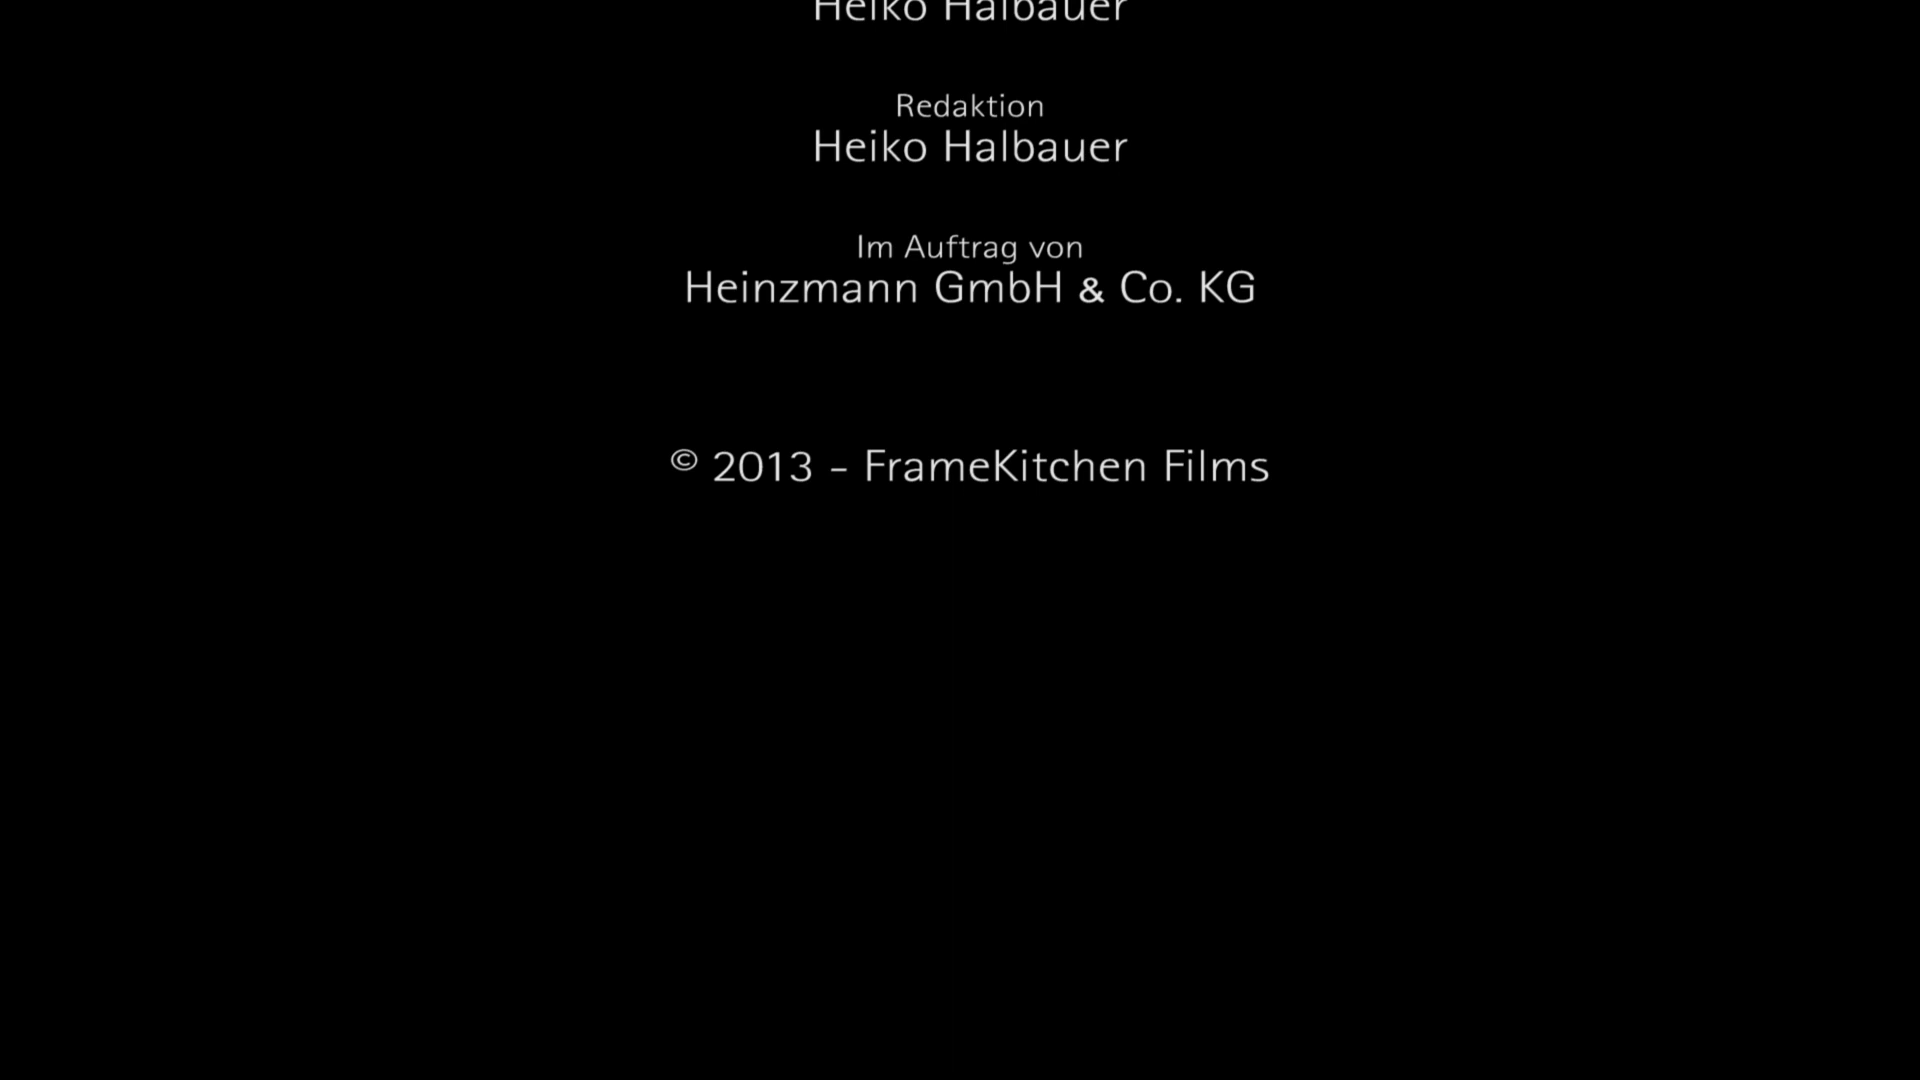 Heiko Halbauer
Redaktion
Heiko Halbauer
Im Auftrag von
Heinzmann GmbH & Co. KG
© 2013 - FrameKitchen Films